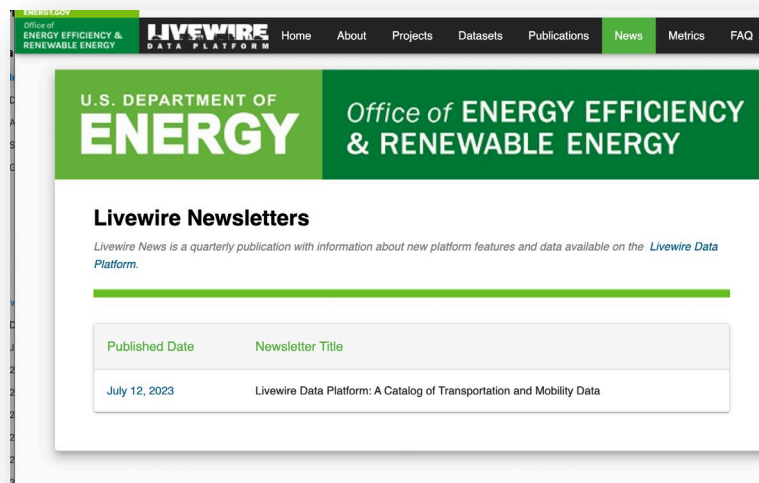 ENERGY.GOV
Office of
ENERGY EFFICIENCY &
RENEWABLE ENERGY
LIVEWIRE
DATA PLATFORM
Home About Projects Datasets Publications News Metrics FAQ
U.S. DEPARTMENT OF
ENERGY
Office of ENERGY EFFICIENCY
& RENEWABLE ENERGY
Livewire Newsletters
Livewire News is a quarterly publication with information about new platform features and data available on the Livewire Data
Platform.
Published Date Newsletter Title
July 12, 2023 Livewire Data Platform: A Catalog of Transportation and Mobility Data